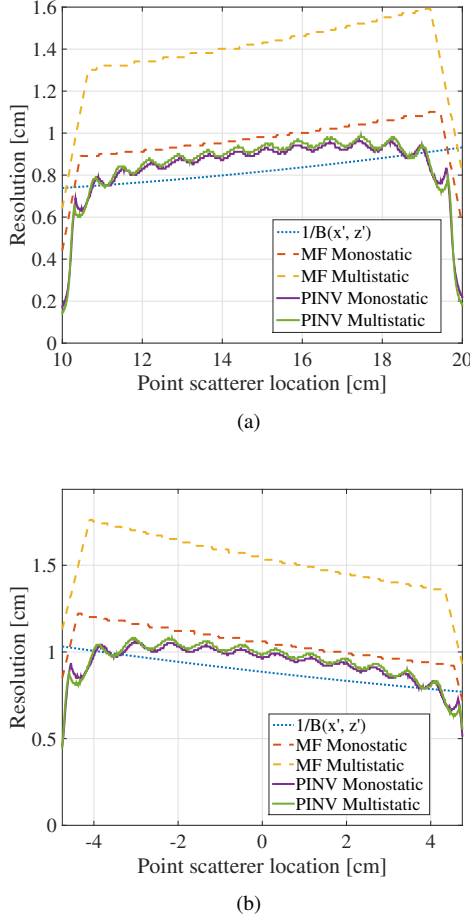 1.6
1.4
1.2
1
0.8
0.6
0.4
0.2
0
Resolution [cm]
1/B(x', z')
MF Monostatic
MF Multistatic
PINV Monostatic
PINV Multistatic
10 12 14 16 18 20
Point scatterer location [cm]
(a)
1.5
1
0.5
0
Resolution [cm]
1/B(x', z')
MF Monostatic
MF Multistatic
PINV Monostatic
PINV Multistatic
-4 -2 0 2 4
Point scatterer location [cm]
(b)